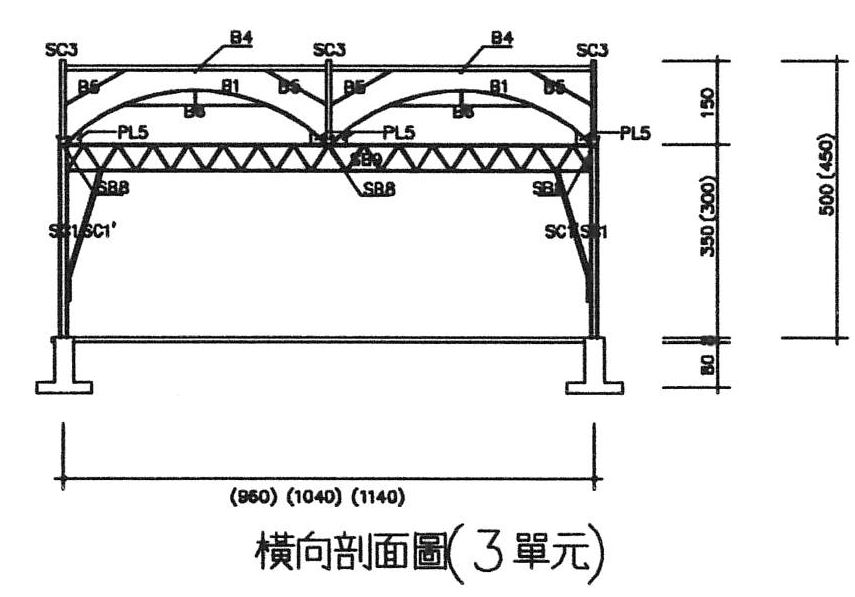 B4 B4
SC3 SC3 SC3
B5 B1 B5 B5 B1 B5
B6 B6
150
PL5 PL5 PL5
SB9
SB8 SB8
350(300)
500(450)
SC1 SC1' SC1' SC1
80
(960) (1040) (1140)
橫向剖面圖(3單元)